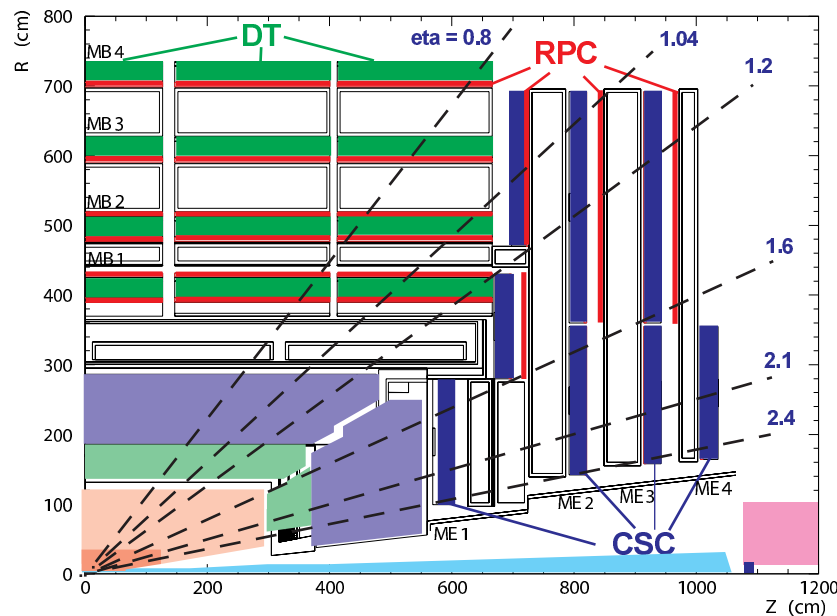 R (cm)
800
700
600
500
400
300
200
100
0
MB 4
MB 3
MB 2
MB 1
DT
eta = 0.8
RPC
1.04
1.2
1.6
2.1
2.4
ME 1
ME 2
ME 3
ME 4
CSC
0
200
400
600
800
1000
1200
Z (cm)